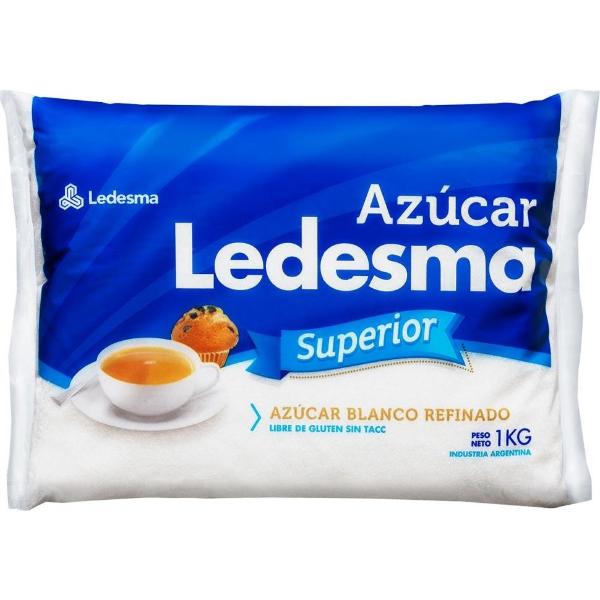 Ledesma
Azúcar
Ledesma
Superior
AZÚCAR BLANCO REFINADO
LIBRE DE GLUTEN SIN TACC
PESO NETO 1KG
INDUSTRIA ARGENTINA